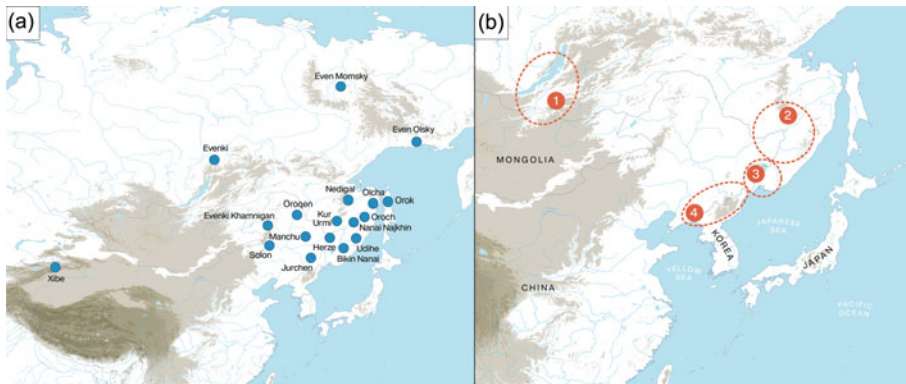 (a)
Even Momsky
Even Olsky
Evenki
Nedigal
Olcha
Orok
Oroqen
Kur
Urmi
Oroch
Evenki Khamnigan
Nanai Najkhin
Manchu
Solon
Herze
Udihe
Bikin Nanai
Jurchen
Xibe
(b)
1
2
MONGOLIA
3
4
KOREA
JAPANESE
SEA
JAPAN
YELLOW
SEA
CHINA
PACIFIC
OCEAN